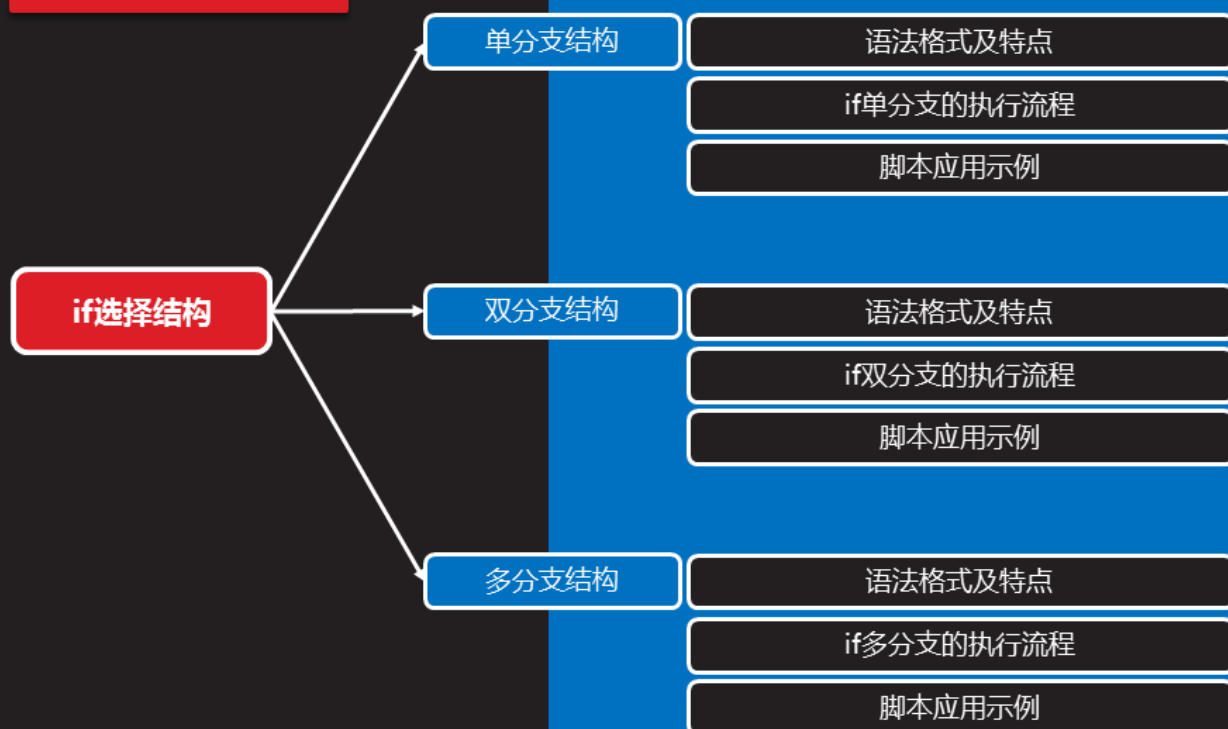 if选择结构
单分支结构
语法格式及特点
if单分支的执行流程
脚本应用示例
双分支结构
语法格式及特点
if双分支的执行流程
脚本应用示例
多分支结构
语法格式及特点
if多分支的执行流程
脚本应用示例